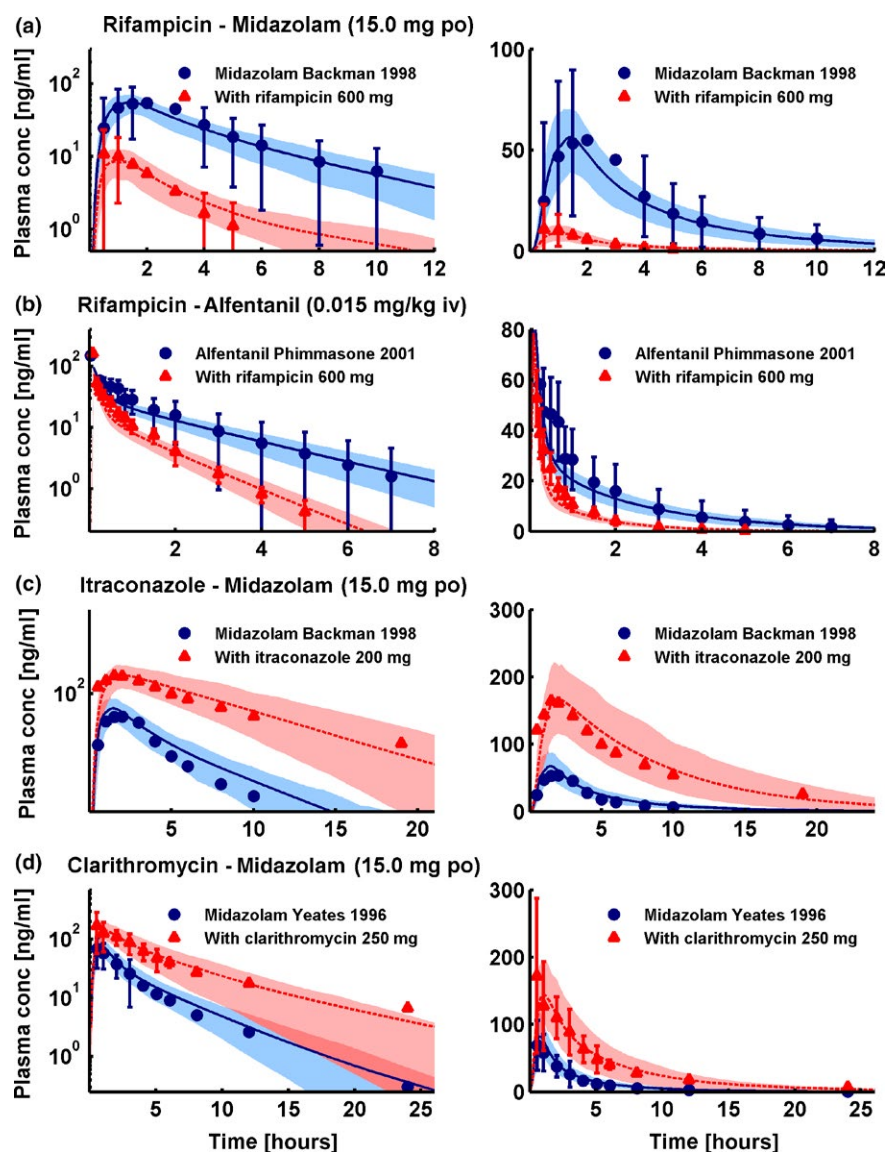 (a) Rifampicin - Midazolam (15.0 mg po)
Plasma conc [ng/ml]
10²
10¹
10⁰
Midazolam Backman 1998
With rifampicin 600 mg
2 4 6 8 10 12
100
50
0
Midazolam Backman 1998
With rifampicin 600 mg
2 4 6 8 10 12
(b) Rifampicin - Alfentanil (0.015 mg/kg iv)
Plasma conc [ng/ml]
10²
10¹
10⁰
Alfentanil Phimmasone 2001
With rifampicin 600 mg
2 4 6 8
80
60
40
20
0
Alfentanil Phimmasone 2001
With rifampicin 600 mg
2 4 6 8
(c) Itraconazole - Midazolam (15.0 mg po)
Plasma conc [ng/ml]
10²
Midazolam Backman 1998
With itraconazole 200 mg
5 10 15 20
300
200
100
0
Midazolam Backman 1998
With itraconazole 200 mg
5 10 15 20
(d) Clarithromycin - Midazolam (15.0 mg po)
Plasma conc [ng/ml]
10²
10¹
10⁰
Midazolam Yeates 1996
With clarithromycin 250 mg
5 10 15 20 25
Time [hours]
300
200
100
0
Midazolam Yeates 1996
With clarithromycin 250 mg
5 10 15 20 25
Time [hours]